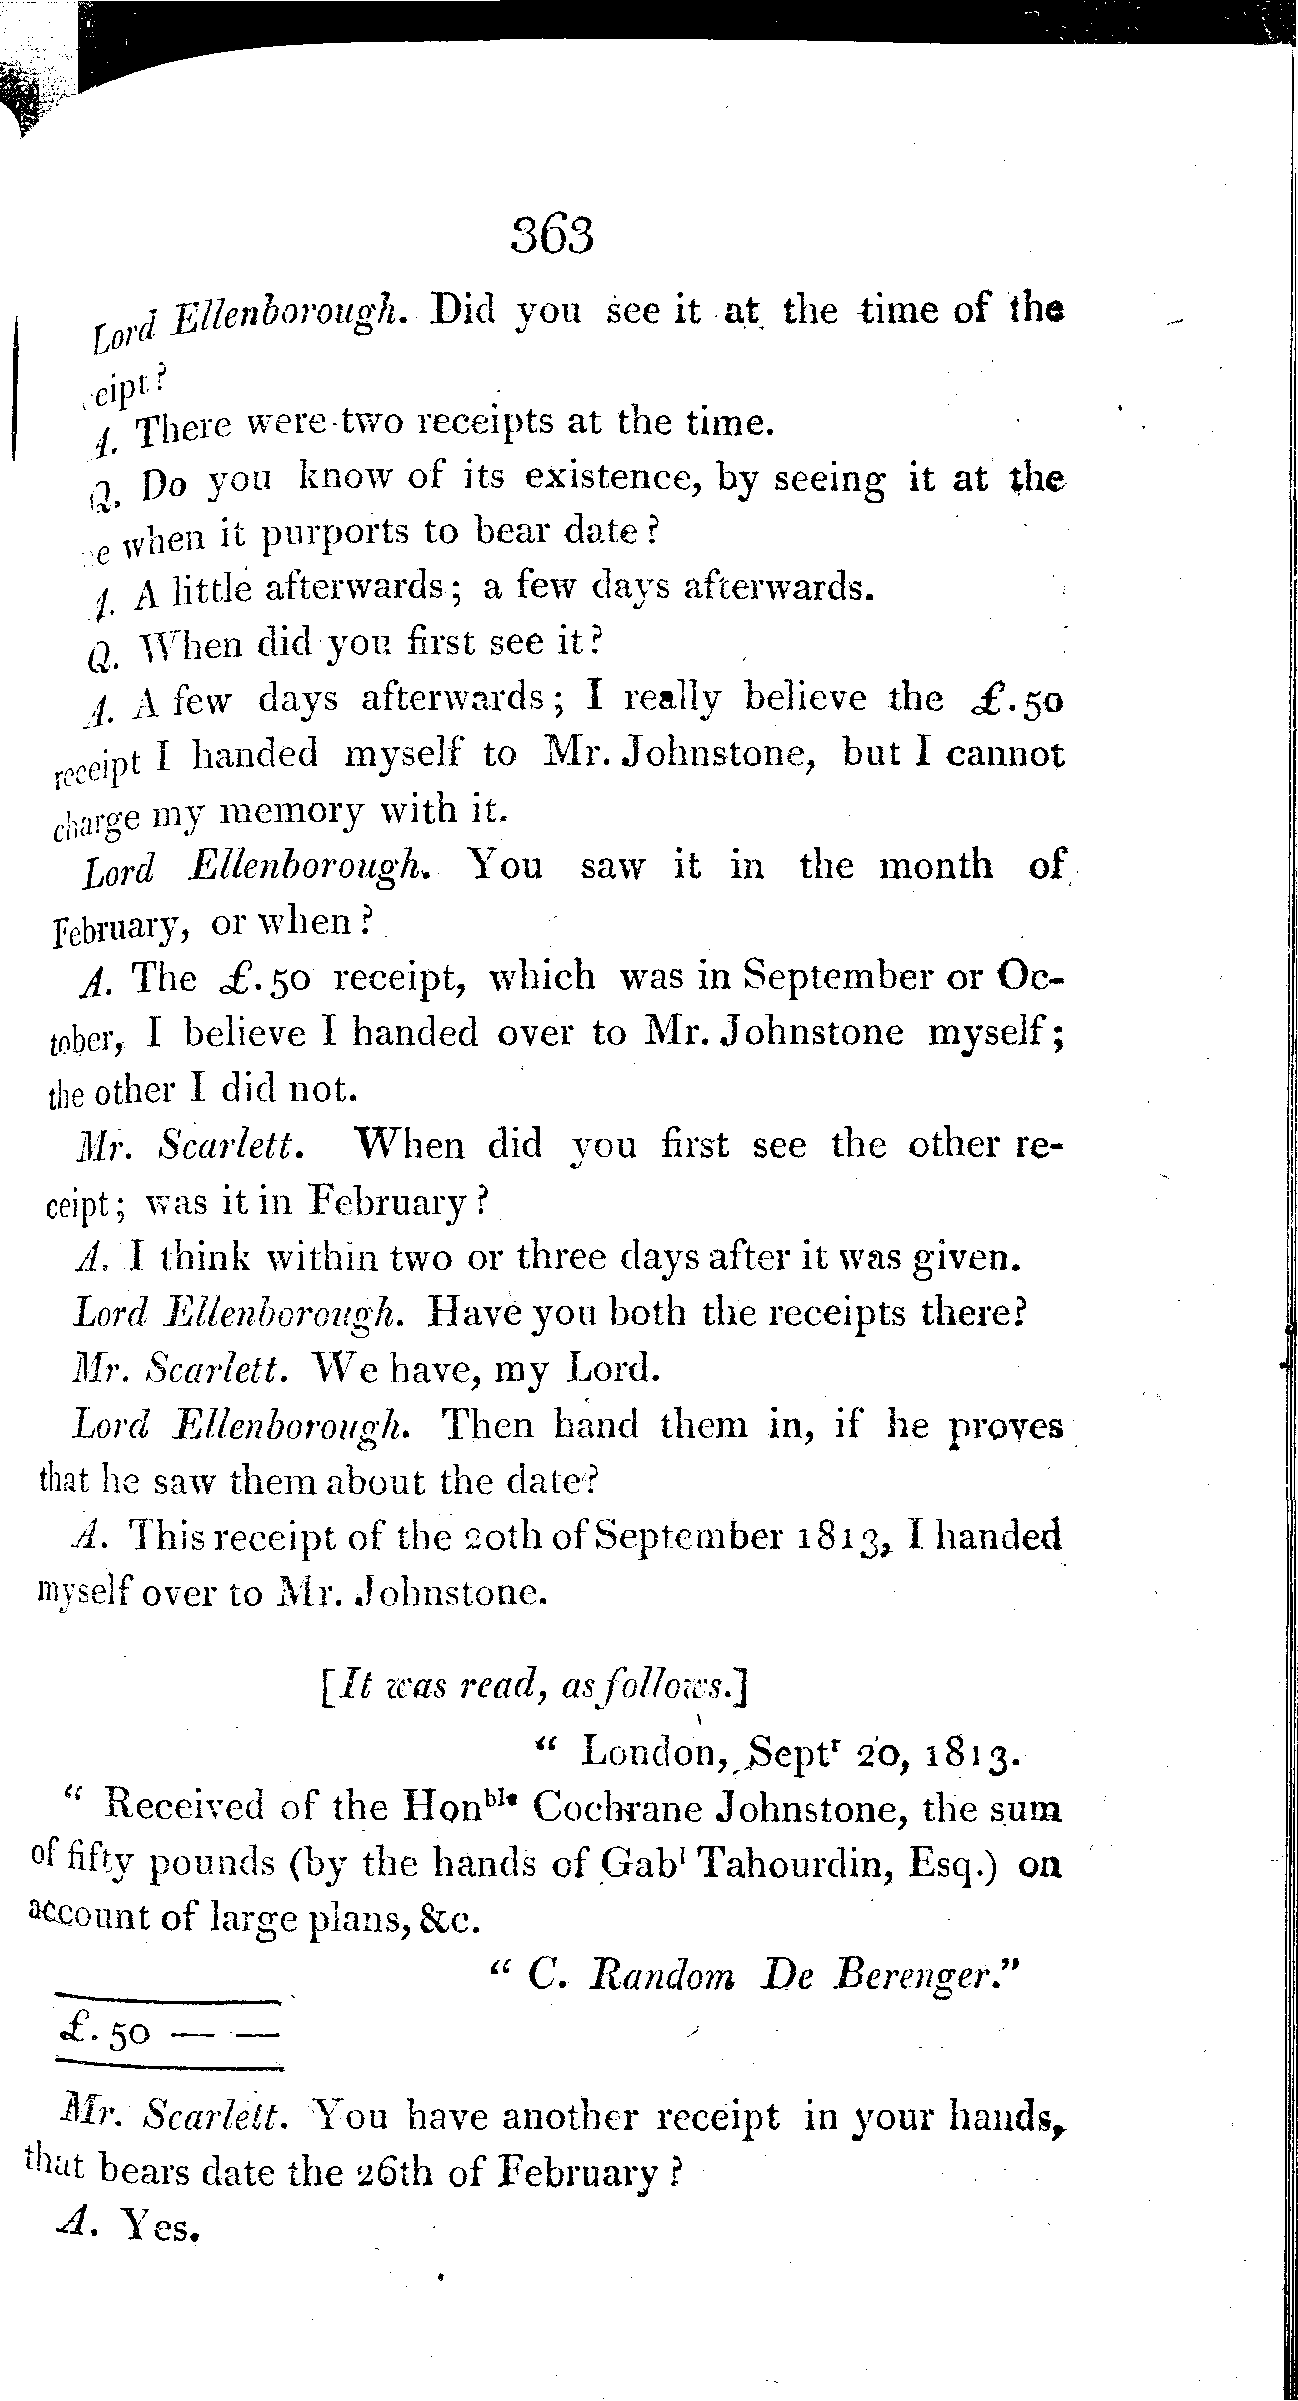 363
Lord Ellenborough. Did you see it at the time of the
ceipt?
A. There were two receipts at the time.
Q. Do you know of its existence, by seeing it at the
e when it purports to bear date?
A. A little afterwards; a few days afterwards.
Q. When did you first see it?
A. A few days afterwards; I really believe the £.50
receipt I handed myself to Mr. Johnstone, but I cannot
charge my memory with it.
Lord Ellenborough. You saw it in the month of
February, or when?
A. The £.50 receipt, which was in September or Oc-
tober, I believe I handed over to Mr. Johnstone myself;
the other I did not.
Mr. Scarlett. When did you first see the other re-
ceipt; was it in February?
A. I think within two or three days after it was given.
Lord Ellenborough. Have you both the receipts there?
Mr. Scarlett. We have, my Lord.
Lord Ellenborough. Then hand them in, if he proves
that he saw them about the date?
A. This receipt of the 20th of September 1813, I handed
myself over to Mr. Johnstone.
[It was read, as follows.]
“ London, Septʳ 20, 1813.
“ Received of the Honᵇˡᵉ Cochrane Johnstone, the sum
of fifty pounds (by the hands of Gabˡ Tahourdin, Esq.) on
account of large plans, &c.
“ C. Random De Berenger.”
£. 50 — —
Mr. Scarlett. You have another receipt in your hands,
that bears date the 26th of February?
A. Yes.